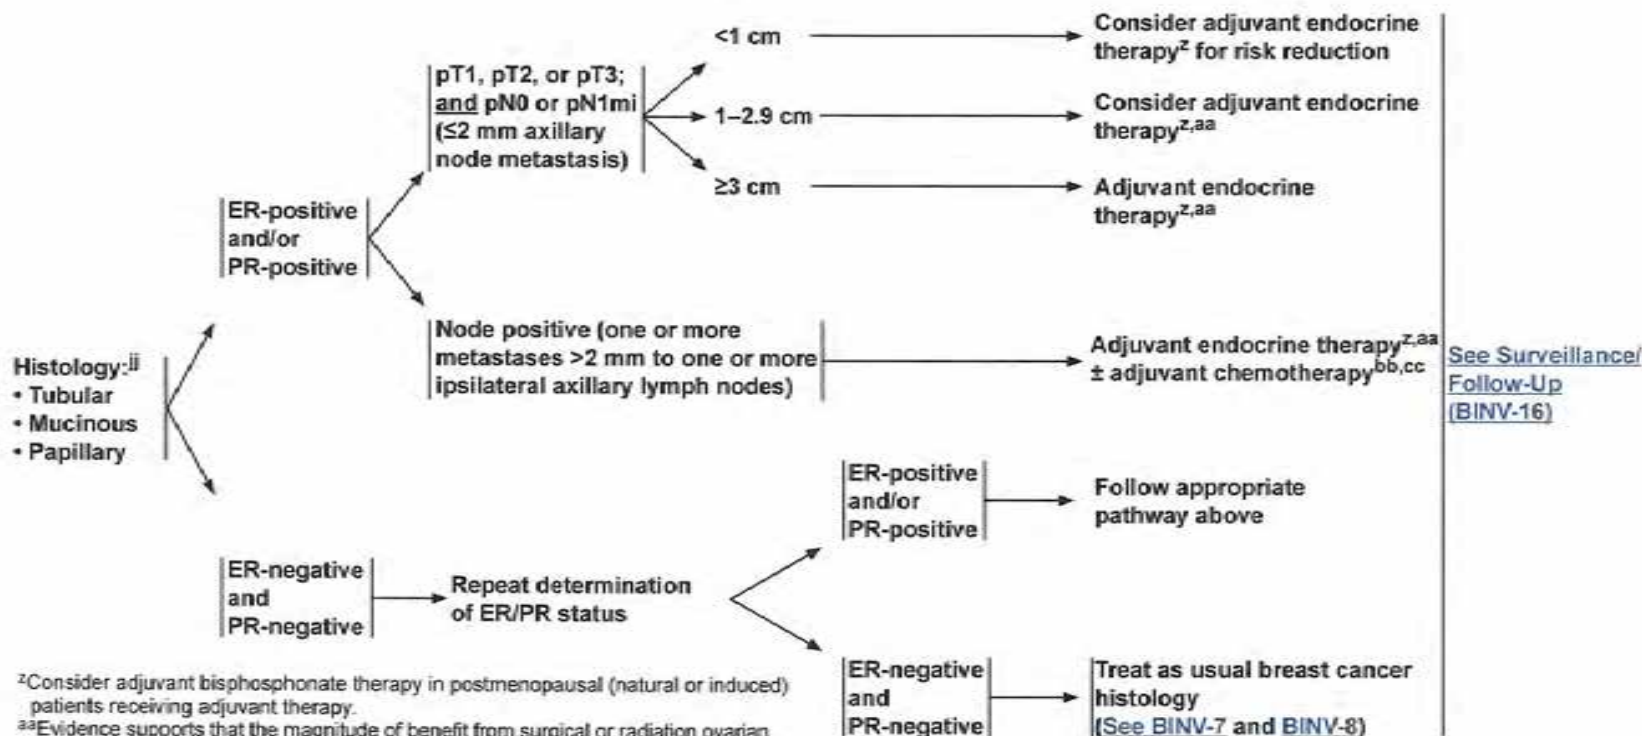 Histology:jj
• Tubular
• Mucinous
• Papillary
ER-positive
and/or
PR-positive
pT1, pT2, or pT3;
and pN0 or pN1mi
(≤2 mm axillary
node metastasis)
<1 cm
Consider adjuvant endocrine
therapyz for risk reduction
1–2.9 cm
Consider adjuvant endocrine
therapyz,aa
≥3 cm
Adjuvant endocrine
therapyz,aa
Node positive (one or more
metastases >2 mm to one or more
ipsilateral axillary lymph nodes)
Adjuvant endocrine therapyz,aa
± adjuvant chemotherapybb,cc
ER-negative
and
PR-negative
Repeat determination
of ER/PR status
ER-positive
and/or
PR-positive
Follow appropriate
pathway above
ER-negative
and
PR-negative
Treat as usual breast cancer
histology
(See BINV-7 and BINV-8)
See Surveillance/
Follow-Up
(BINV-16)
zConsider adjuvant bisphosphonate therapy in postmenopausal (natural or induced)
patients receiving adjuvant therapy.
aaEvidence supports that the magnitude of benefit from surgical or radiation ovarian